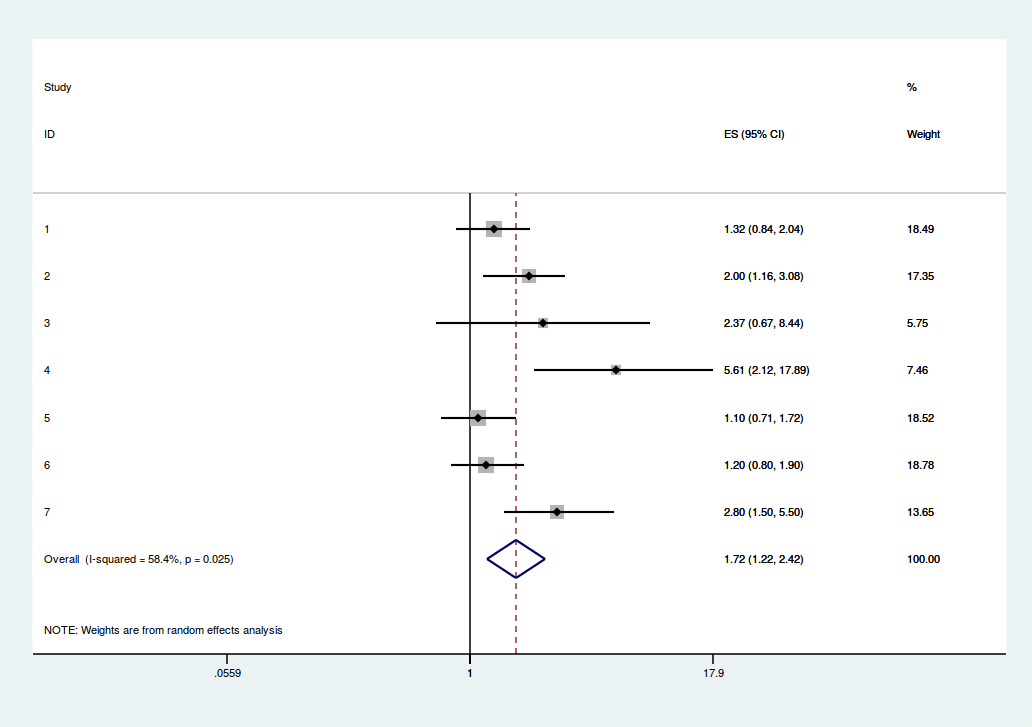 Study %
ID ES (95% CI) Weight
1 1.32 (0.84, 2.04) 18.49
2 2.00 (1.16, 3.08) 17.35
3 2.37 (0.67, 8.44) 5.75
4 5.61 (2.12, 17.89) 7.46
5 1.10 (0.71, 1.72) 18.52
6 1.20 (0.80, 1.90) 18.78
7 2.80 (1.50, 5.50) 13.65
Overall (I-squared = 58.4%, p = 0.025) 1.72 (1.22, 2.42) 100.00
NOTE: Weights are from random effects analysis
.0559 1 17.9